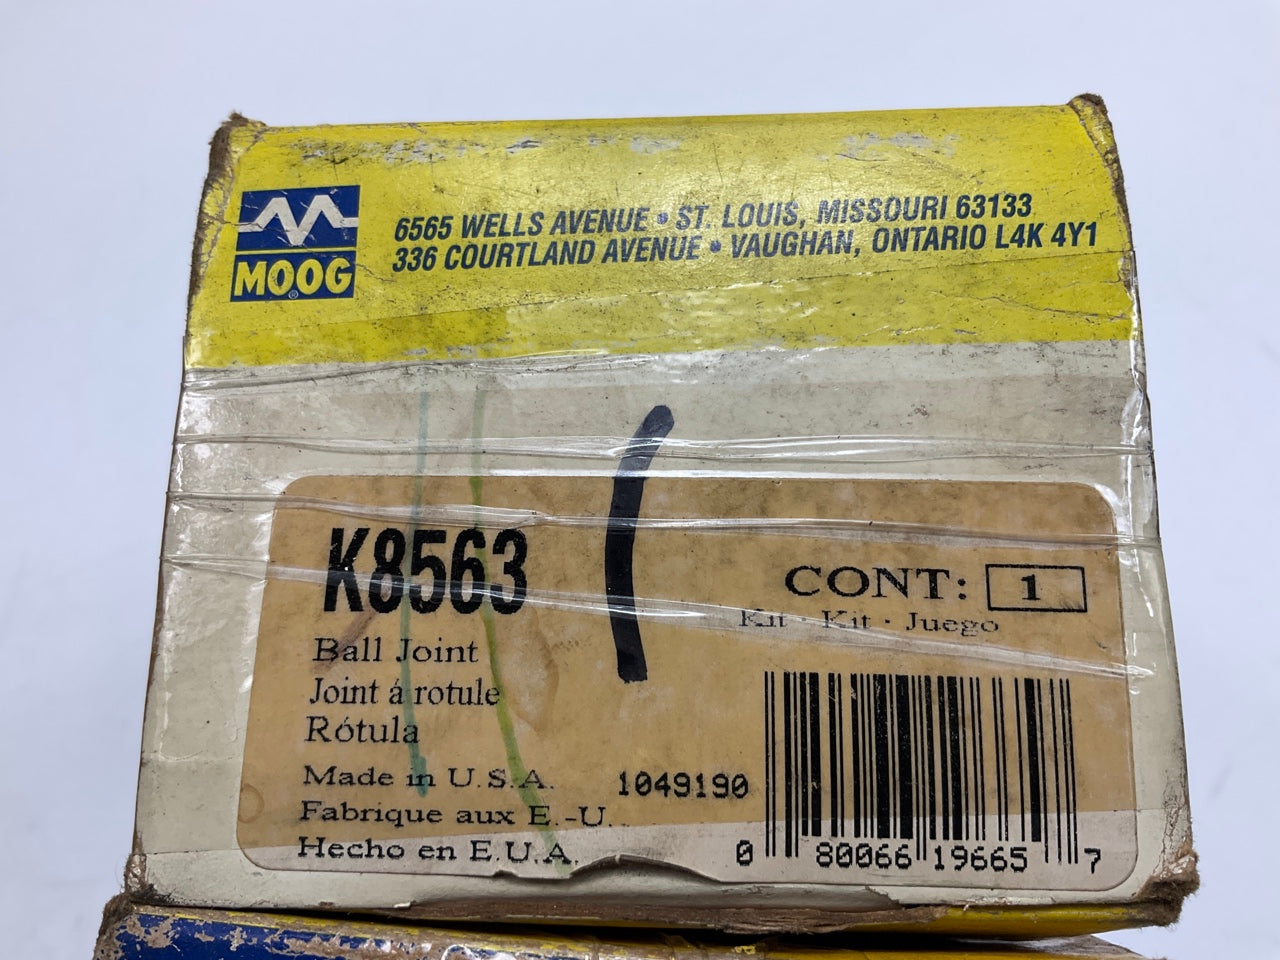 MOOG
6565 WELLS AVENUE • ST. LOUIS, MISSOURI 63133
336 COURTLAND AVENUE • VAUGHAN, ONTARIO L4K 4Y1
K8563
CONT: 1
Kit · Kit · Juego
Ball Joint
Joint á rotule
Rótula
Made in U.S.A.
1049190
Fabrique aux E.-U.
Hecho en E.U.A.
0 80066 19665 7